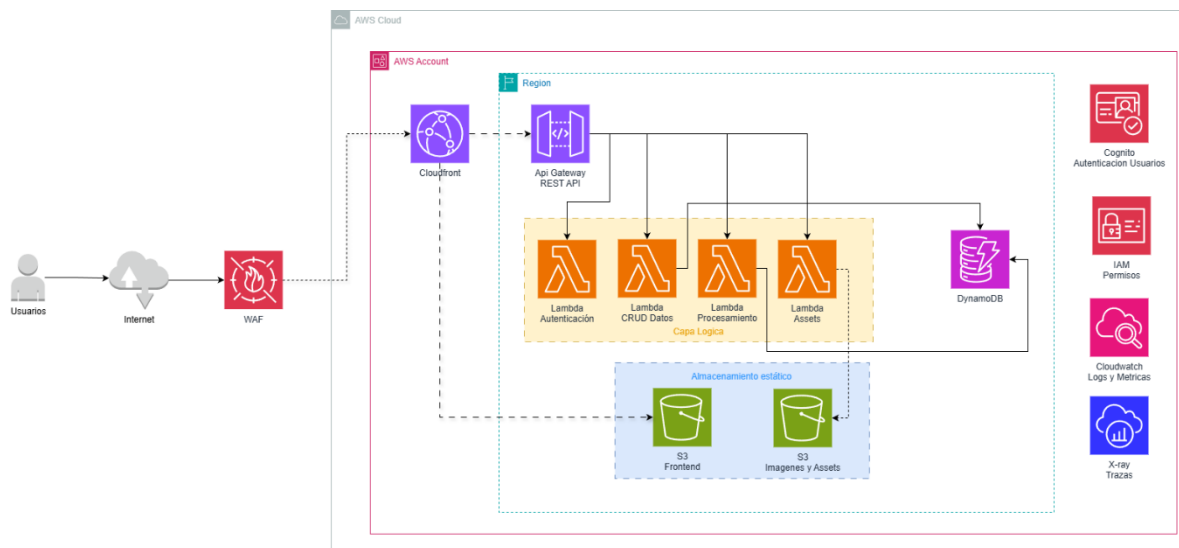 AWS Cloud
AWS Account
Region
Cloudfront
Api Gateway
REST API
Cognito
Autenticacion Usuarios
IAM
Permisos
Usuarios
Internet
WAF
Lambda
Autenticación
Lambda
CRUD Datos
Lambda
Procesamiento
Lambda
Assets
Capa Logica
DynamoDB
Cloudwatch
Logs y Metricas
Almacenamiento estático
S3
Frontend
S3
Imagenes y Assets
X-ray
Trazas